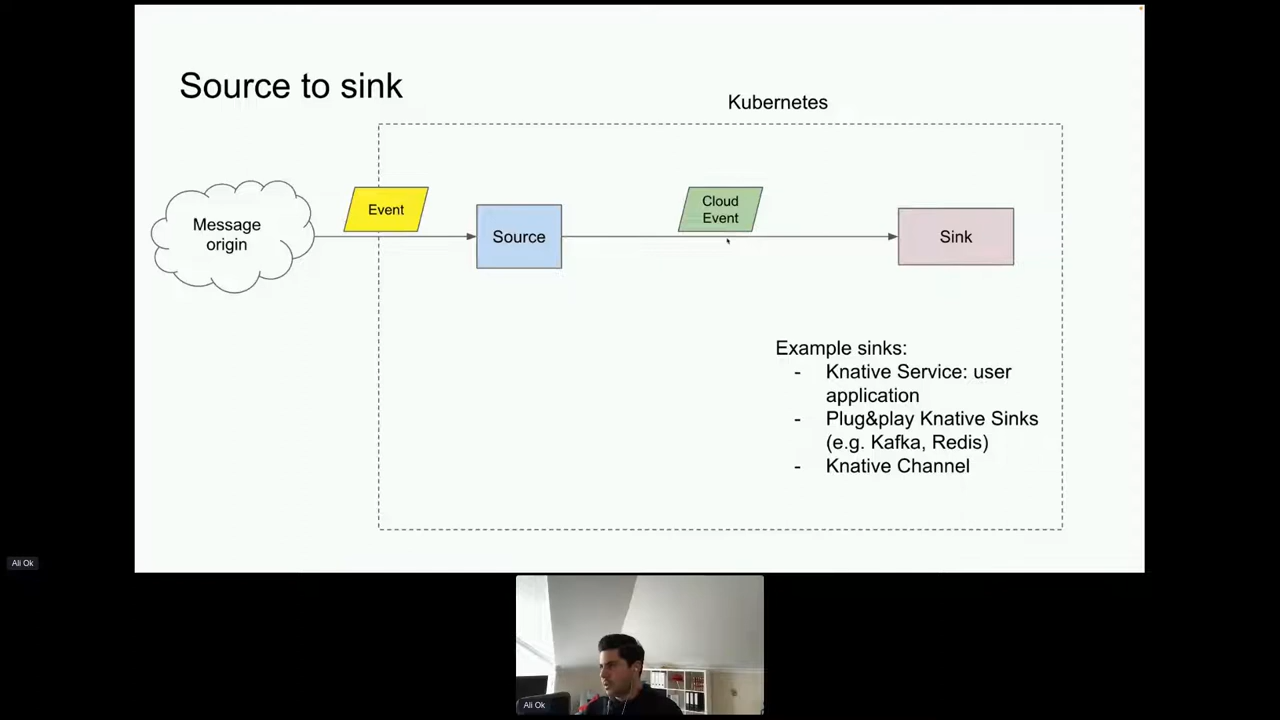 Source to sink
Kubernetes
Message
origin
Event
Source
Cloud
Event
Sink
Example sinks:
- Knative Service: user
application
- Plug&play Knative Sinks
(e.g. Kafka, Redis)
- Knative Channel
Ali Ok
Ali Ok